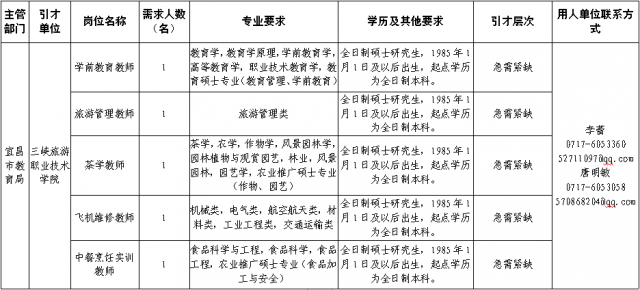 主管部门 引才单位 岗位名称 需求人数（名） 专业要求 学历及其他要求 引才层次 用人单位联系方式
宜昌市教育局
三峡旅游职业技术学院
学前教育教师
1
教育学，教育学原理，学前教育学，
高等教育学，职业技术教育学，教
育硕士专业（教育管理、学前教育）
全日制硕士研究生，1985年1
月1日及以后出生，起点学历
为全日制本科。
急需紧缺
旅游管理教师
1
旅游管理类
全日制硕士研究生，1985年1
月1日及以后出生，起点学历
为全日制本科。
急需紧缺
茶学教师
1
茶学，农学，作物学，风景园林学，
园林植物与观赏园艺，林业，风景
园林，园艺学，农业推广硕士专业
（作物、园艺）
全日制硕士研究生，1985年1
月1日及以后出生，起点学历
为全日制本科。
急需紧缺
飞机维修教师
1
机械类，电气类，航空航天类，材
料类，工业工程类，交通运输类
全日制硕士研究生，1985年1
月1日及以后出生，起点学历
为全日制本科。
急需紧缺
中餐烹饪实训
教师
1
食品科学与工程，食品科学，食品
工程，农业推广硕士专业（食品加
工与安全）
全日制硕士研究生，1985年1
月1日及以后出生，起点学历
为全日制本科。
急需紧缺
李蕾
0717-6053360
52711097@qq.com
唐明敏
0717-6053058
570868204@qq.com